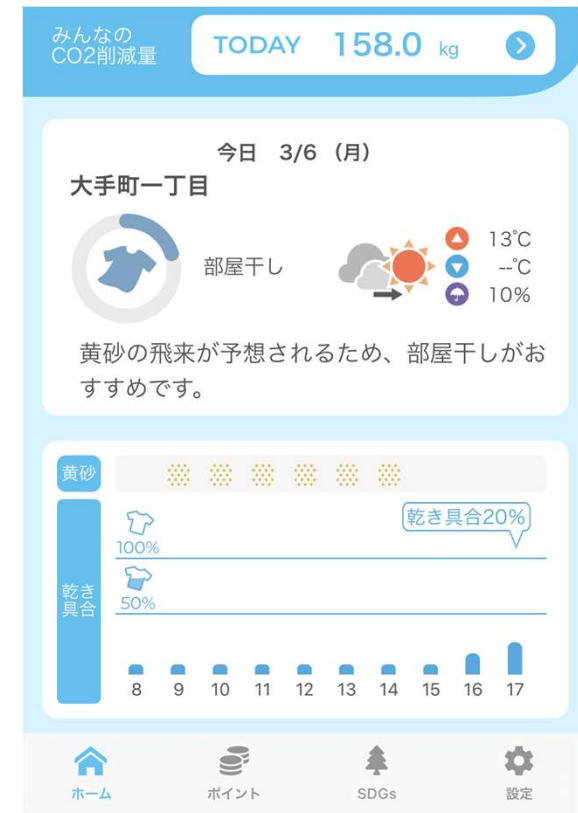 みんなの
CO2削減量
TODAY 158.0 kg
今日 3/6 (月)
大手町一丁目
部屋干し
13℃
--℃
10%
黄砂の飛来が予想されるため、部屋干しがお
すすめです。
黄砂
乾き具合20%
100%
乾き
具合
50%
8 9 10 11 12 13 14 15 16 17
ホーム ポイント SDGs 設定